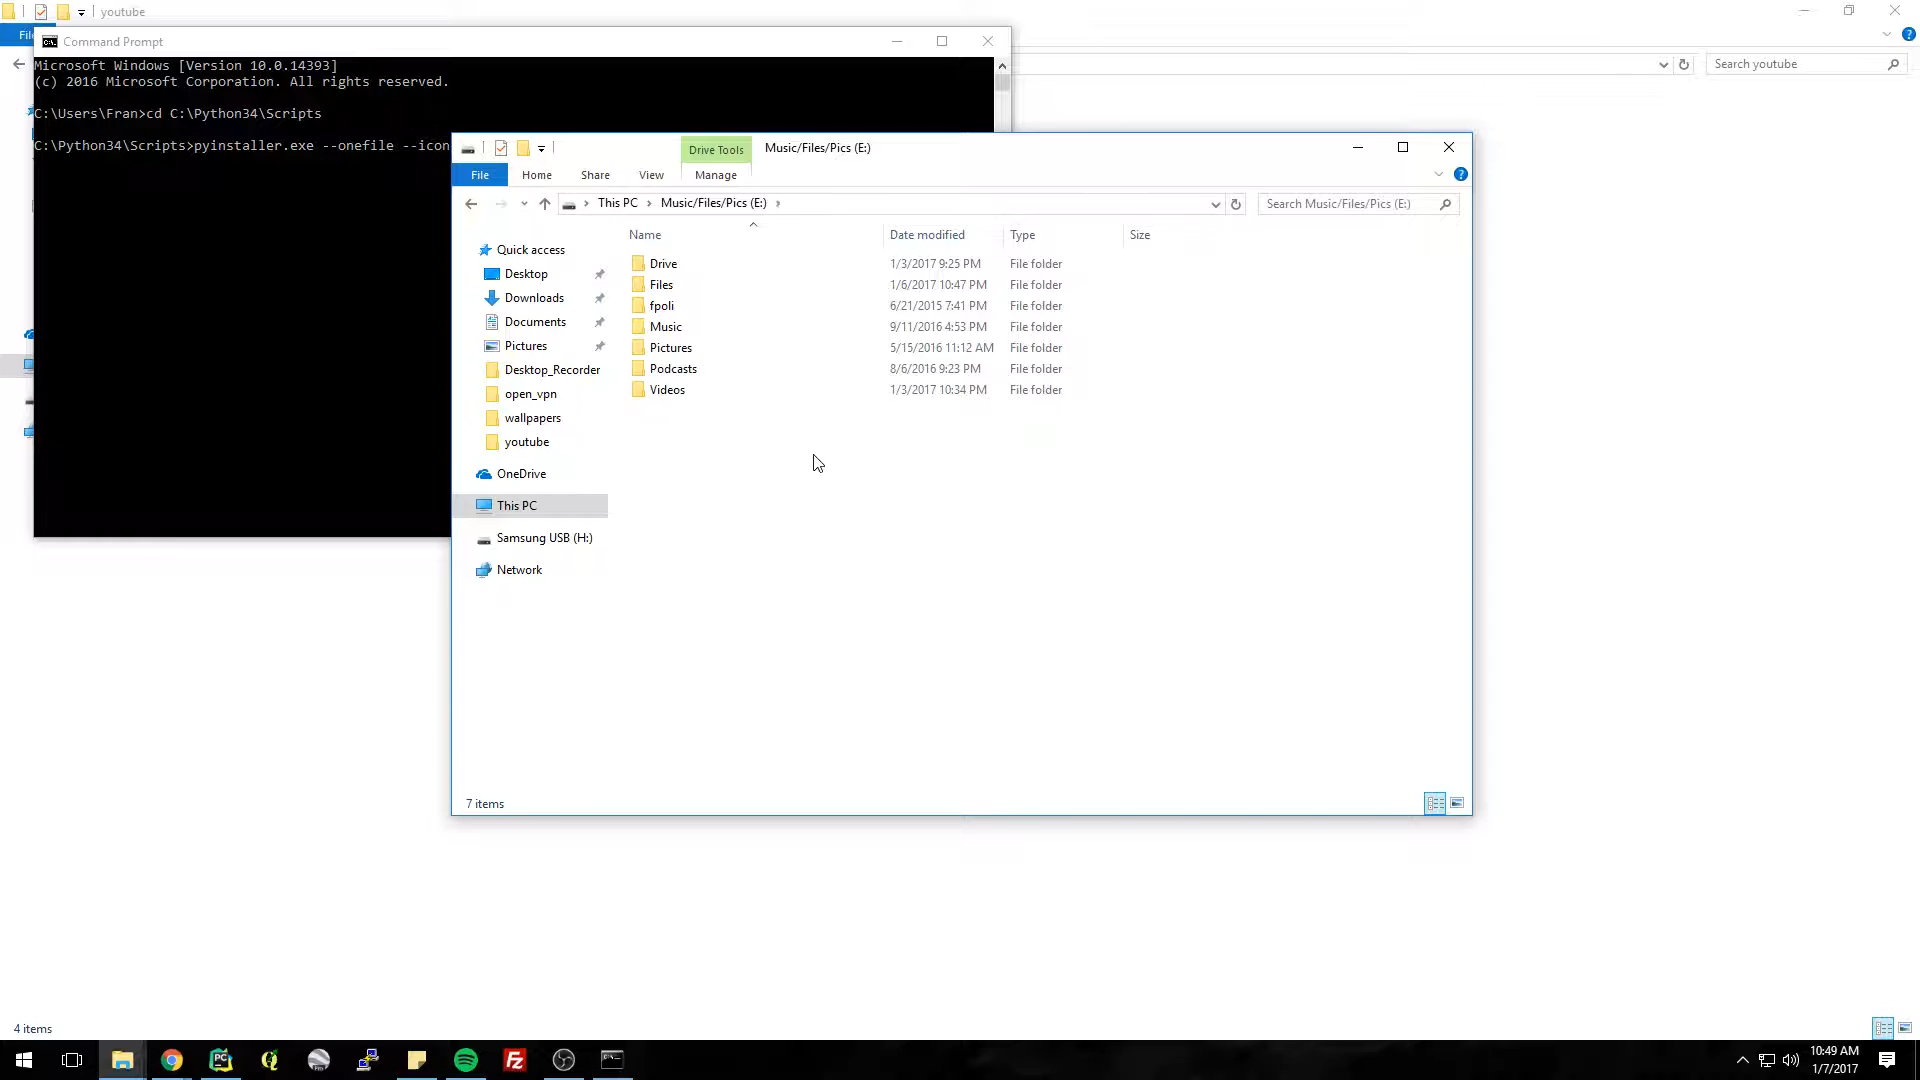 youtube
File
Command Prompt
Microsoft Windows [Version 10.0.14393]
(c) 2016 Microsoft Corporation. All rights reserved.
C:\Users\Fran>cd C:\Python34\Scripts
C:\Python34\Scripts>pyinstaller.exe --onefile --icon
Search youtube
Drive Tools
Music/Files/Pics (E:)
File Home Share View Manage
This PC Music/Files/Pics (E:)
Search Music/Files/Pics (E:)
Name Date modified Type Size
Quick access
Desktop
Downloads
Documents
Pictures
Desktop_Recorder
open_vpn
wallpapers
youtube
OneDrive
This PC
Samsung USB (H:)
Network
Drive 1/3/2017 9:25 PM File folder
Files 1/6/2017 10:47 PM File folder
fpoli 6/21/2015 7:41 PM File folder
Music 9/11/2016 4:53 PM File folder
Pictures 5/15/2016 11:12 AM File folder
Podcasts 8/6/2016 9:23 PM File folder
Videos 1/3/2017 10:34 PM File folder
7 items
4 items
10:49 AM
1/7/2017